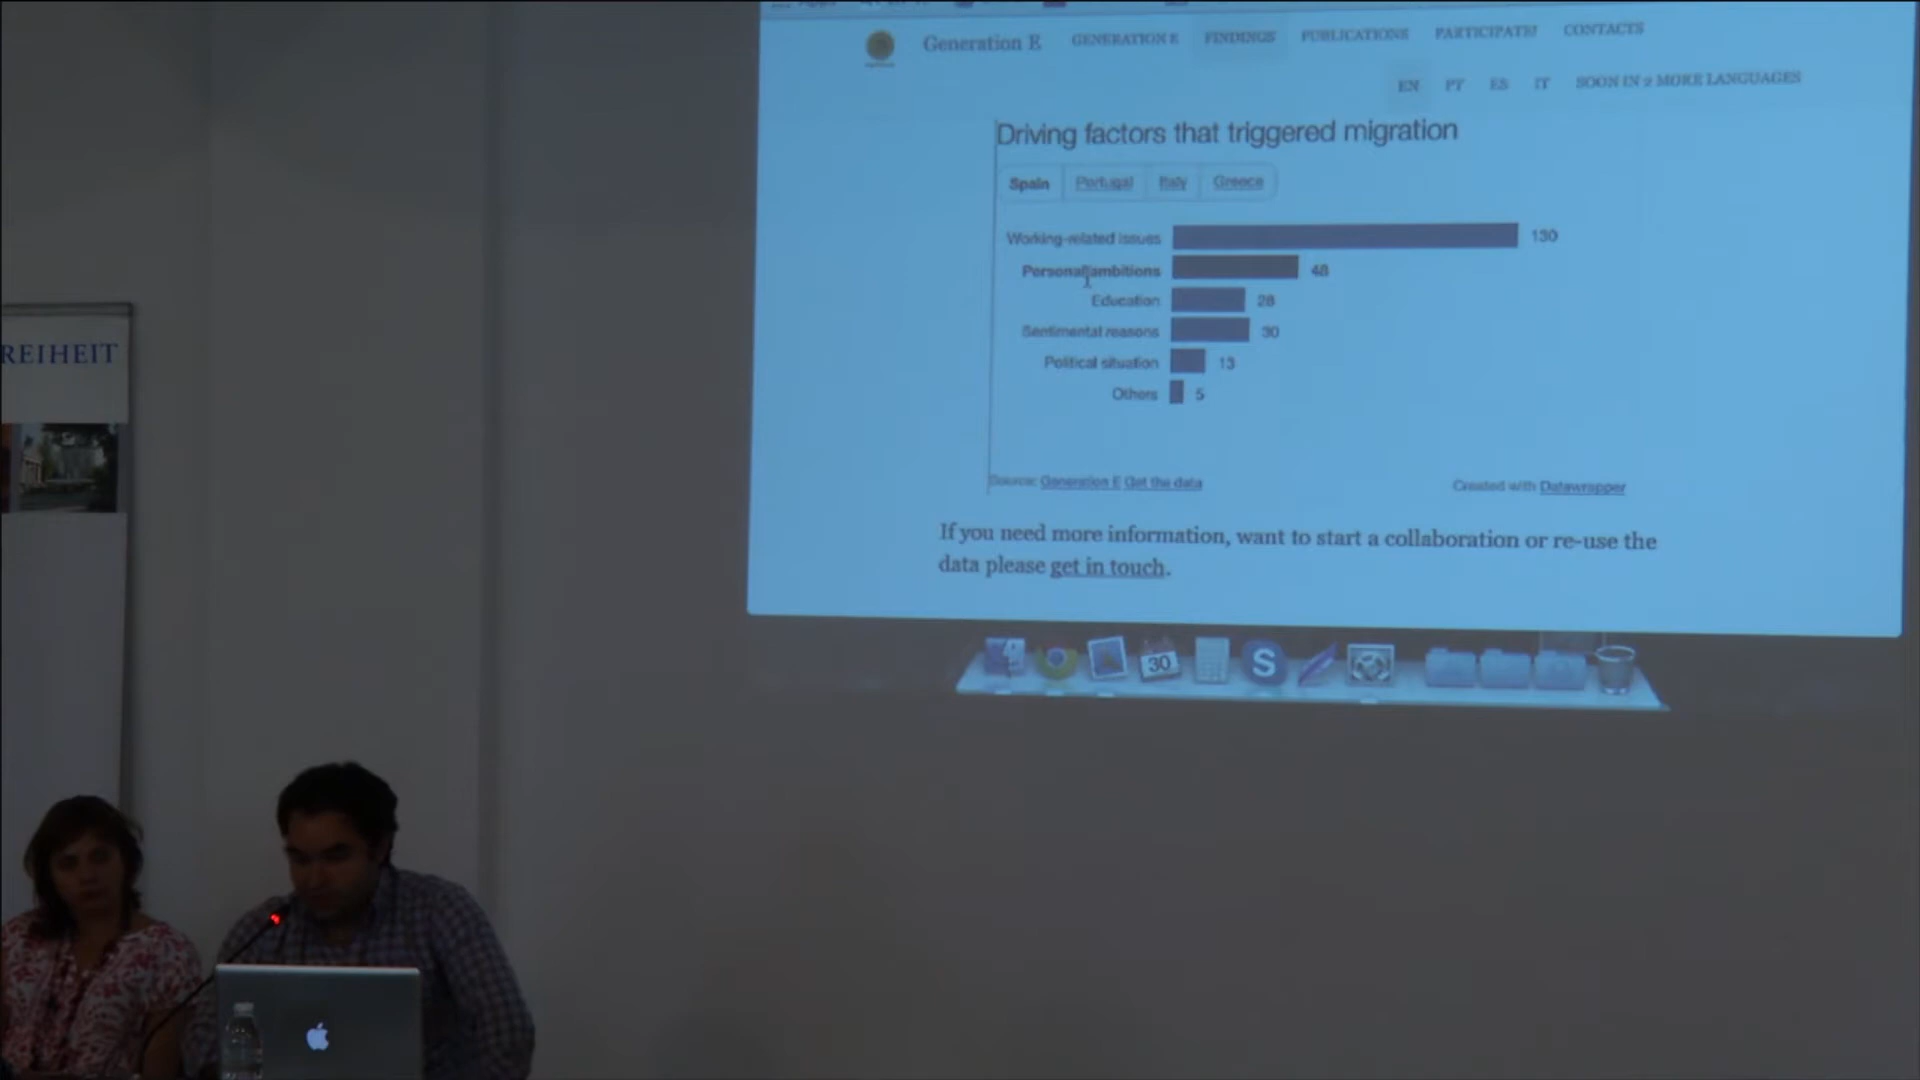 Generation E GENERATION E FINDINGS PUBLICATIONS PARTICIPATE! CONTACTS
EN PT ES IT SOON IN 2 MORE LANGUAGES
Driving factors that triggered migration
Spain Portugal Italy Greece
Working-related issues 130
Personal ambitions 48
Education 28
Sentimental reasons 30
Political situation 13
Others 5
Source: Generation E Get the data Created with Datawrapper
If you need more information, want to start a collaboration or re-use the
data please get in touch.
30
S
REIHEIT